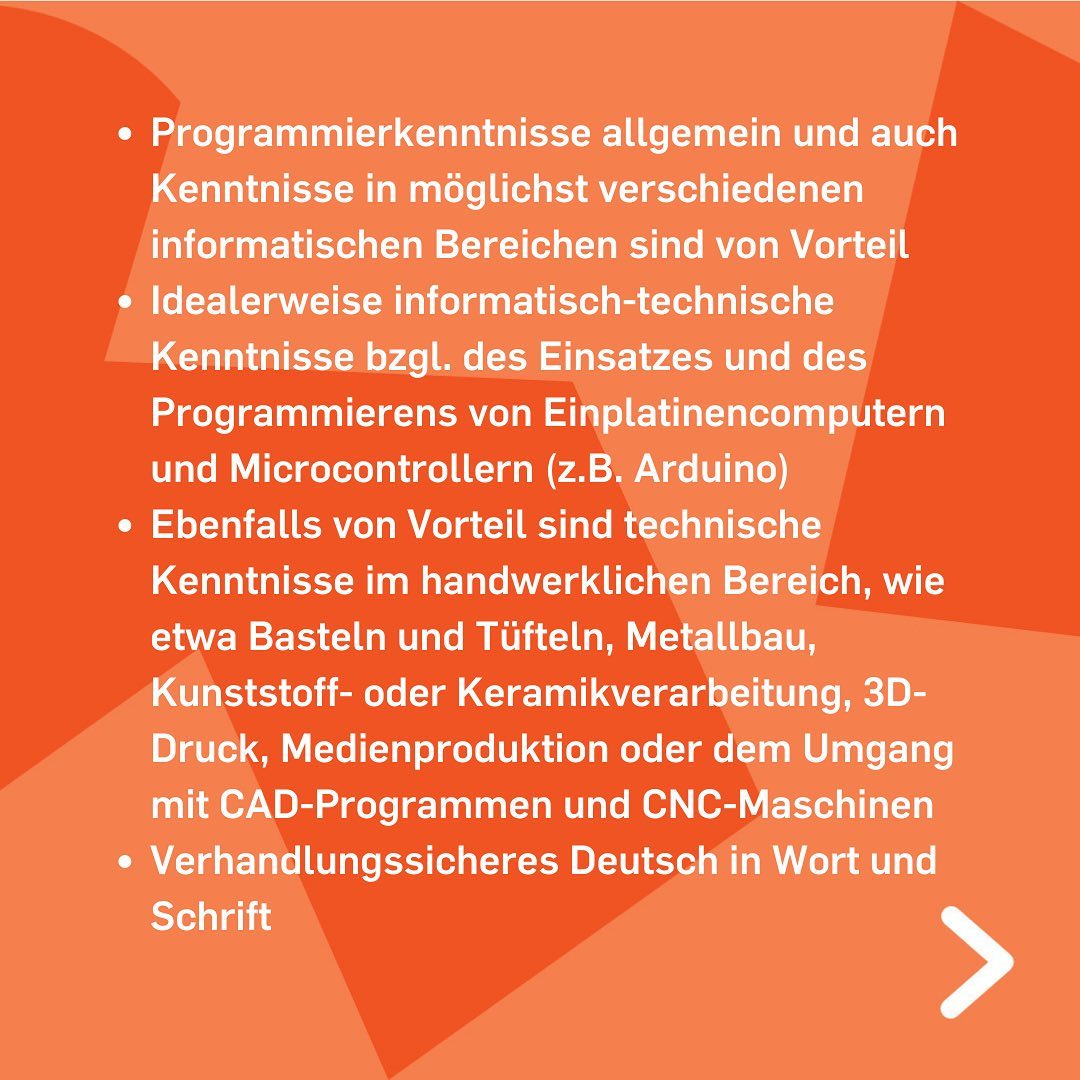 • Programmierkenntnisse allgemein und auch
Kenntnisse in möglichst verschiedenen
informatischen Bereichen sind von Vorteil
• Idealerweise informatisch-technische
Kenntnisse bzgl. des Einsatzes und des
Programmierens von Einplatinencomputern
und Microcontrollern (z.B. Arduino)
• Ebenfalls von Vorteil sind technische
Kenntnisse im handwerklichen Bereich, wie
etwa Basteln und Tüfteln, Metallbau,
Kunststoff- oder Keramikverarbeitung, 3D-
Druck, Medienproduktion oder dem Umgang
mit CAD-Programmen und CNC-Maschinen
• Verhandlungssicheres Deutsch in Wort und
Schrift